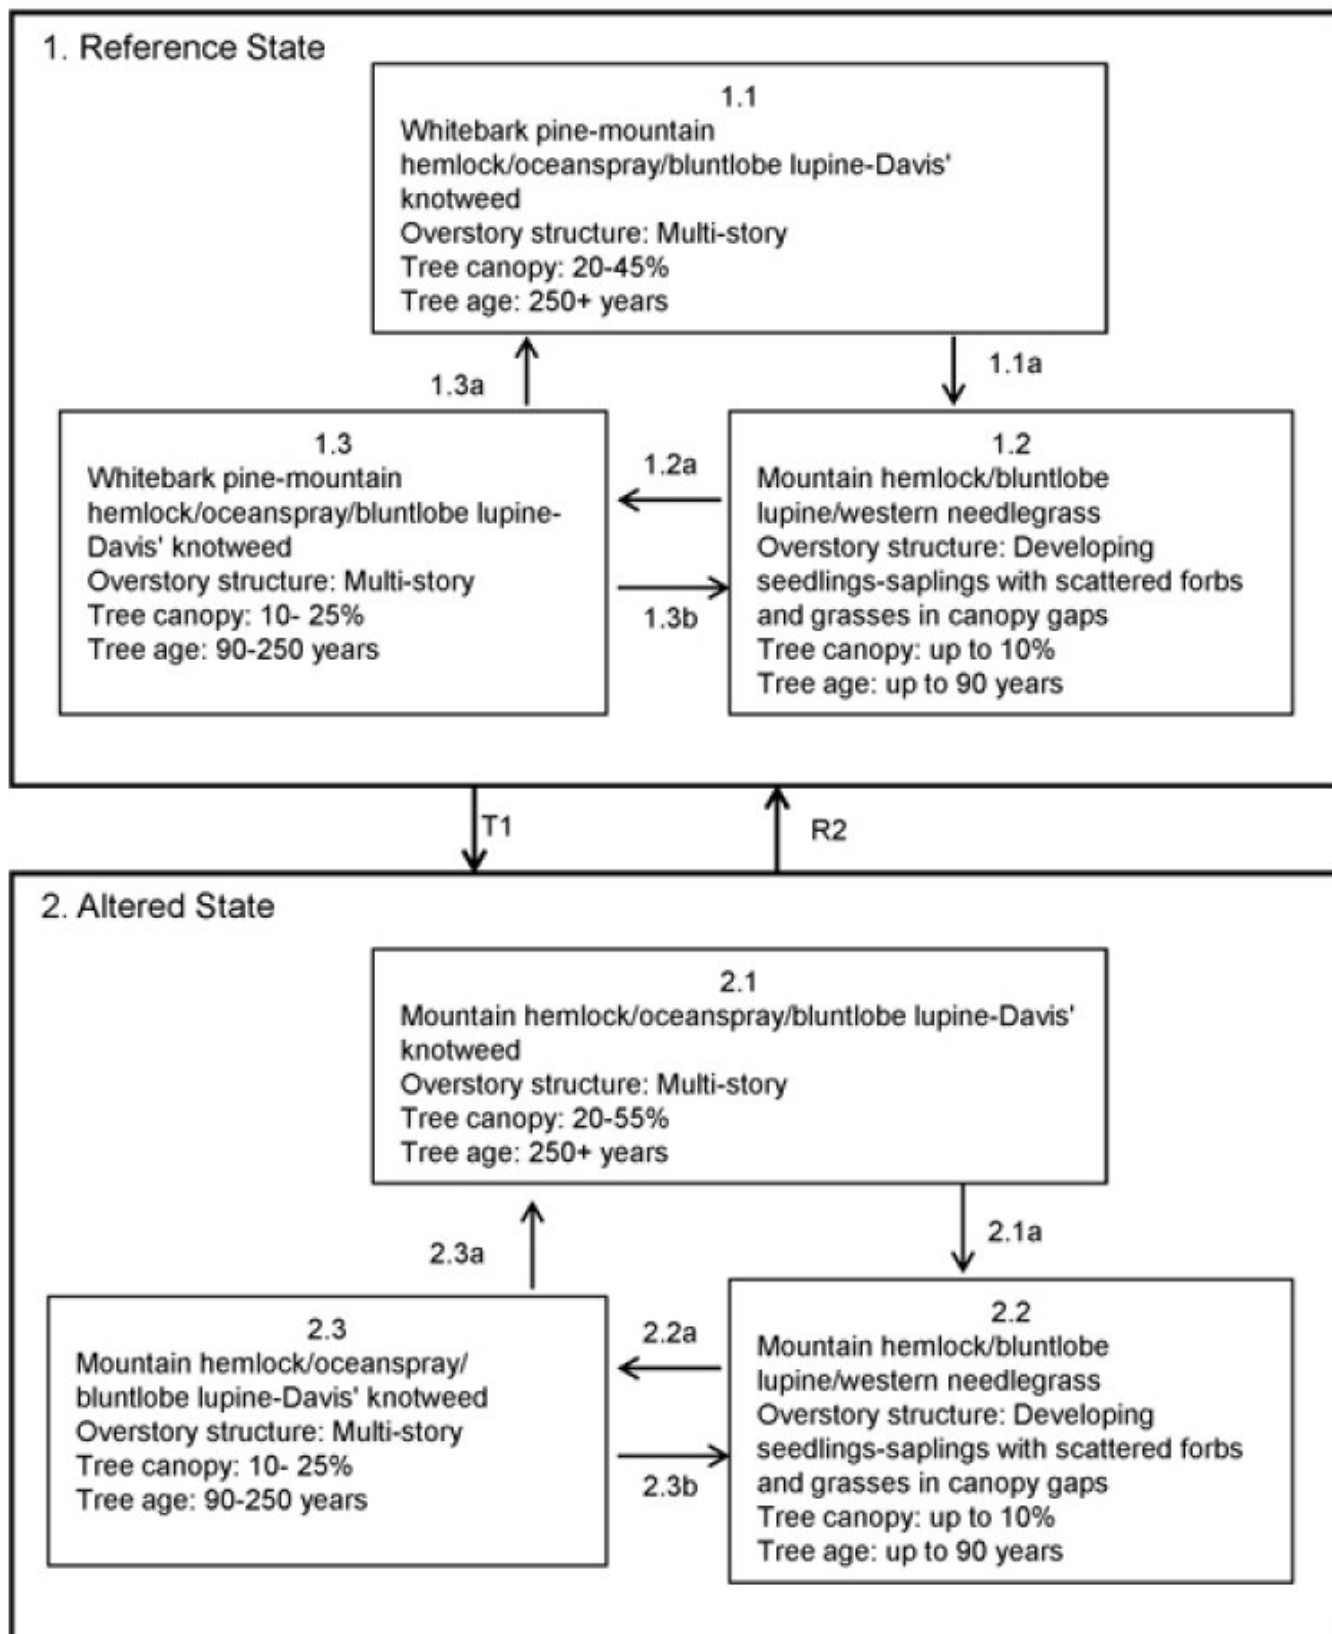 1. Reference State
1.1
Whitebark pine-mountain
hemlock/oceanspray/bluntlobe lupine-Davis'
knotweed
Overstory structure: Multi-story
Tree canopy: 20-45%
Tree age: 250+ years
1.3a
1.1a
1.3
Whitebark pine-mountain
hemlock/oceanspray/bluntlobe lupine-
Davis' knotweed
Overstory structure: Multi-story
Tree canopy: 10- 25%
Tree age: 90-250 years
1.2a
1.3b
1.2
Mountain hemlock/bluntlobe
lupine/western needlegrass
Overstory structure: Developing
seedlings-saplings with scattered forbs
and grasses in canopy gaps
Tree canopy: up to 10%
Tree age: up to 90 years
T1
R2
2. Altered State
2.1
Mountain hemlock/oceanspray/bluntlobe lupine-Davis'
knotweed
Overstory structure: Multi-story
Tree canopy: 20-55%
Tree age: 250+ years
2.3a
2.1a
2.3
Mountain hemlock/oceanspray/
bluntlobe lupine-Davis' knotweed
Overstory structure: Multi-story
Tree canopy: 10- 25%
Tree age: 90-250 years
2.2a
2.3b
2.2
Mountain hemlock/bluntlobe
lupine/western needlegrass
Overstory structure: Developing
seedlings-saplings with scattered forbs
and grasses in canopy gaps
Tree canopy: up to 10%
Tree age: up to 90 years